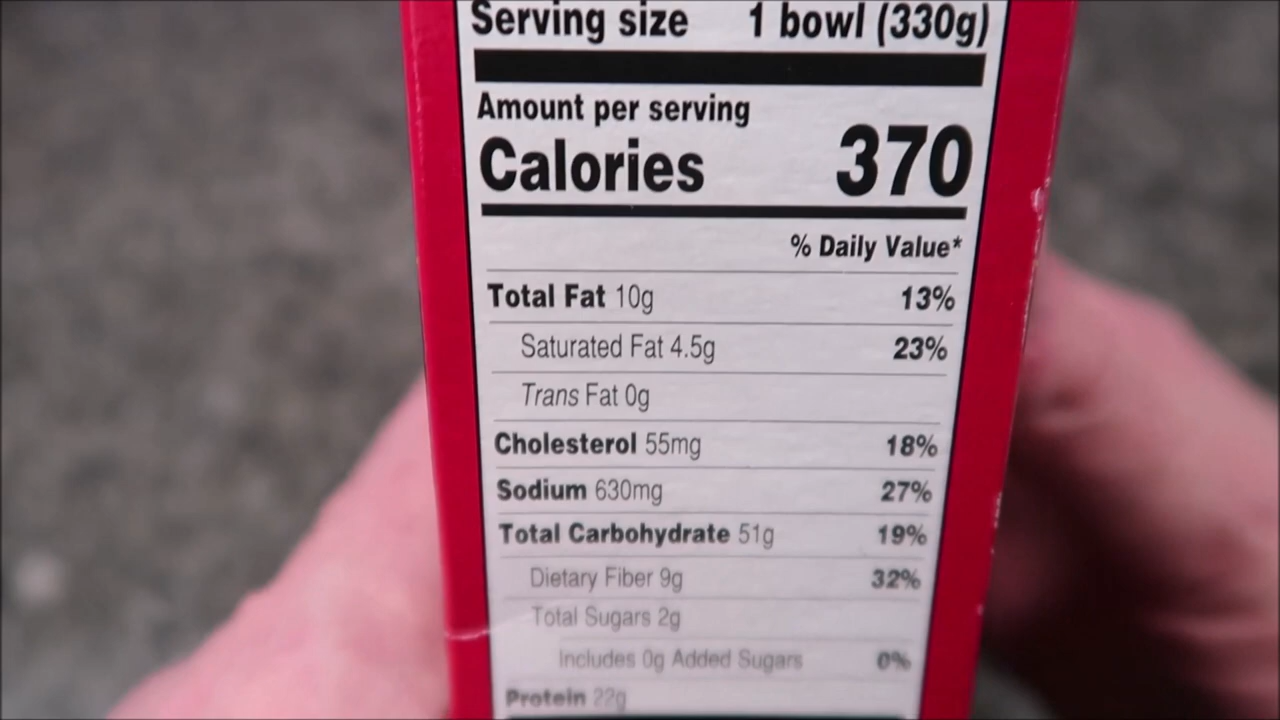 Serving size 1 bowl (330g)
Amount per serving
Calories 370
% Daily Value*
Total Fat 10g 13%
Saturated Fat 4.5g 23%
Trans Fat 0g
Cholesterol 55mg 18%
Sodium 630mg 27%
Total Carbohydrate 51g 19%
Dietary Fiber 9g 32%
Total Sugars 2g
Includes 0g Added Sugars 0%
Protein 22g